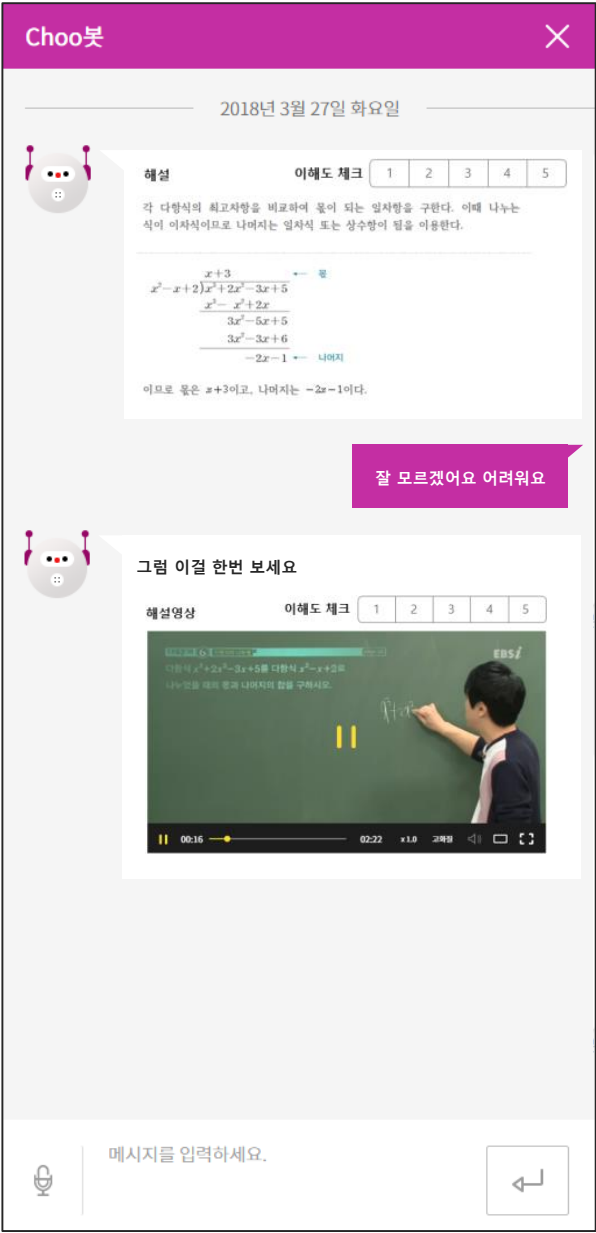 Choo봇
2018년 3월 27일 화요일
해설 이해도 체크 1 2 3 4 5
각 다항식의 최고차항을 비교하여 몫이 되는 일차항을 구한다. 이때 나누는
식이 이차식이므로 나머지는 일차식 또는 상수항이 됨을 이용한다.
x+3 ← 몫
x²−x+2)x³+2x²−3x+5
x³− x²+2x
3x²−5x+5
3x²−3x+6
−2x−1 ← 나머지
이므로 몫은 x+3이고, 나머지는 −2x−1이다.
잘 모르겠어요 어려워요
그럼 이걸 한번 보세요
해설영상 이해도 체크 1 2 3 4 5
6
EBSi
다항식 x³+2x²−3x+5를 다항식 x²−x+2로
나누었을 때의 몫과 나머지의 합을 구하시오.
x³+2x²
00:16 02:22 x1.0 고화질
메시지를 입력하세요.